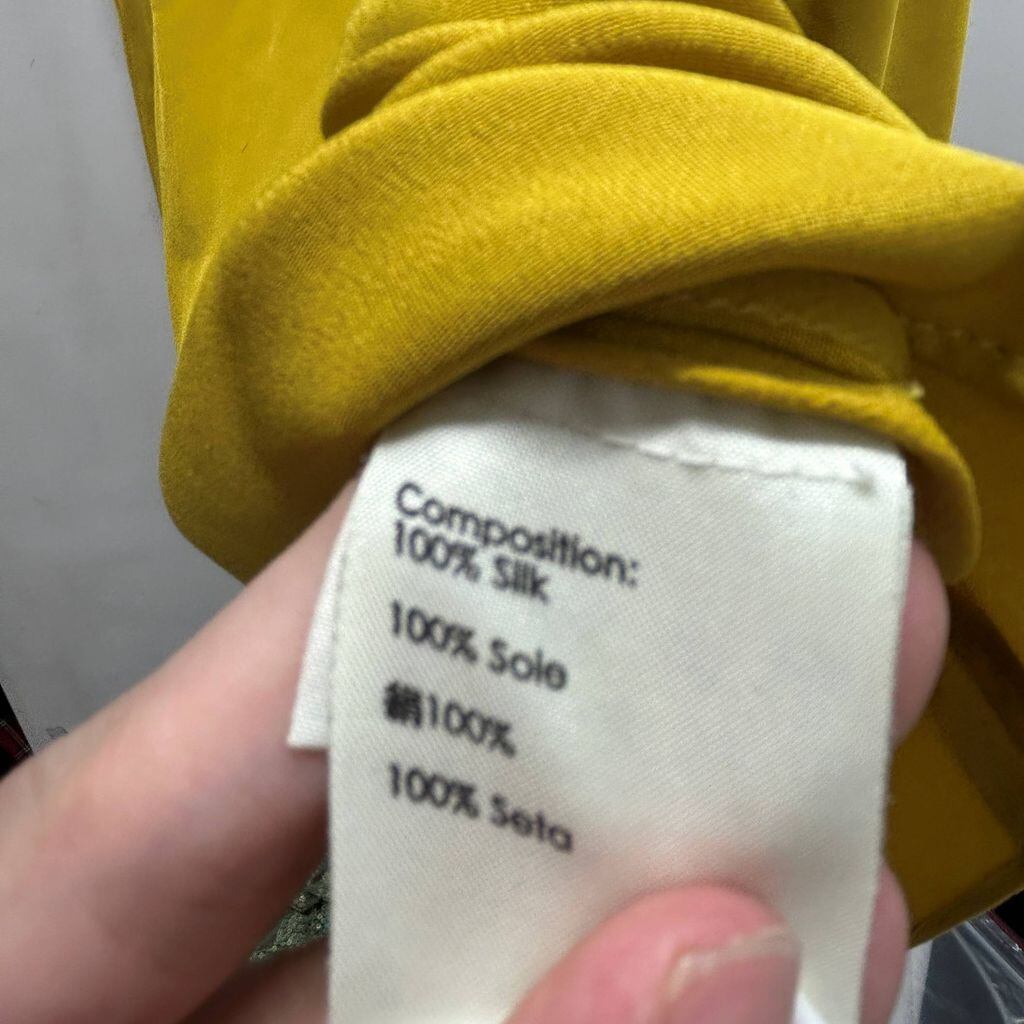 Composition:
100% Silk
100% Soie
絹100%
100% Seta